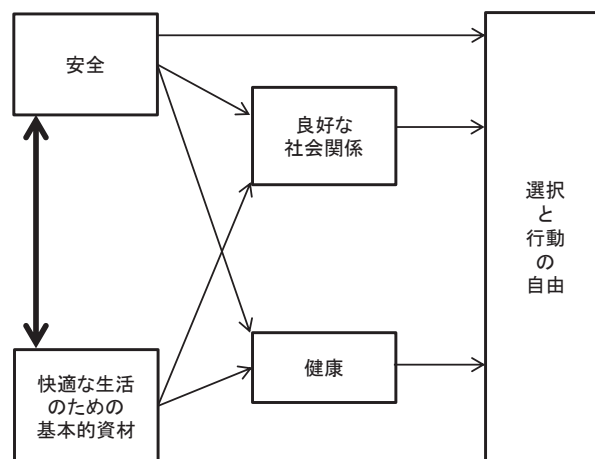 安全
良好な
社会関係
選択
と
行動
の
自由
健康
快適な生活
のための
基本的資材